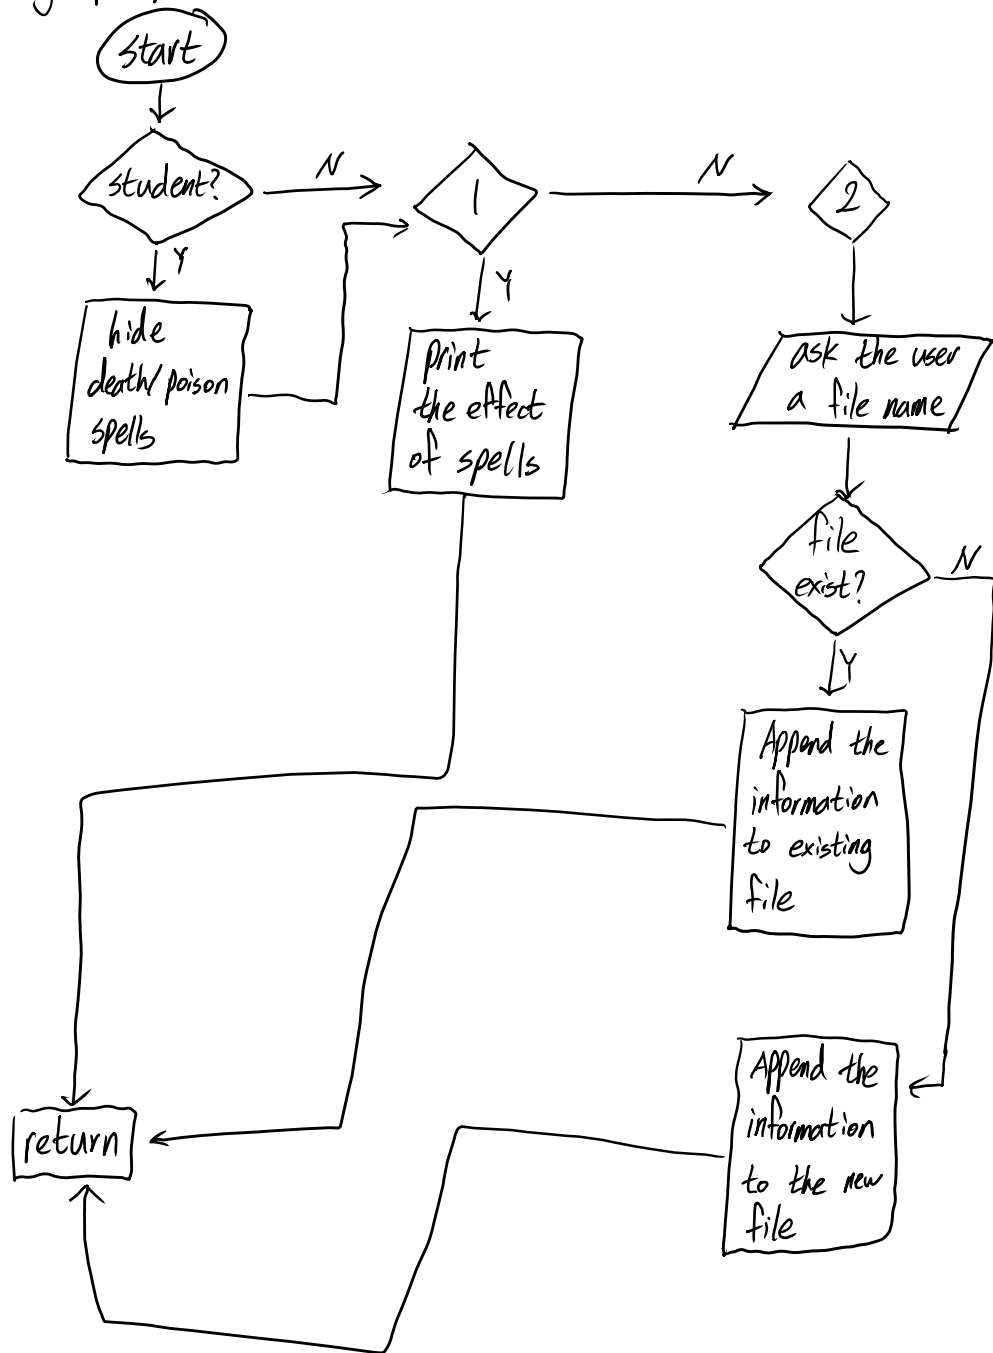 start
student?
N
1
N
2
Y
hide
death/poison
spells
Y
print
the effect
of spells
ask the user
a file name
file
exist?
N
Y
Append the
information
to existing
file
Append the
information
to the new
file
return